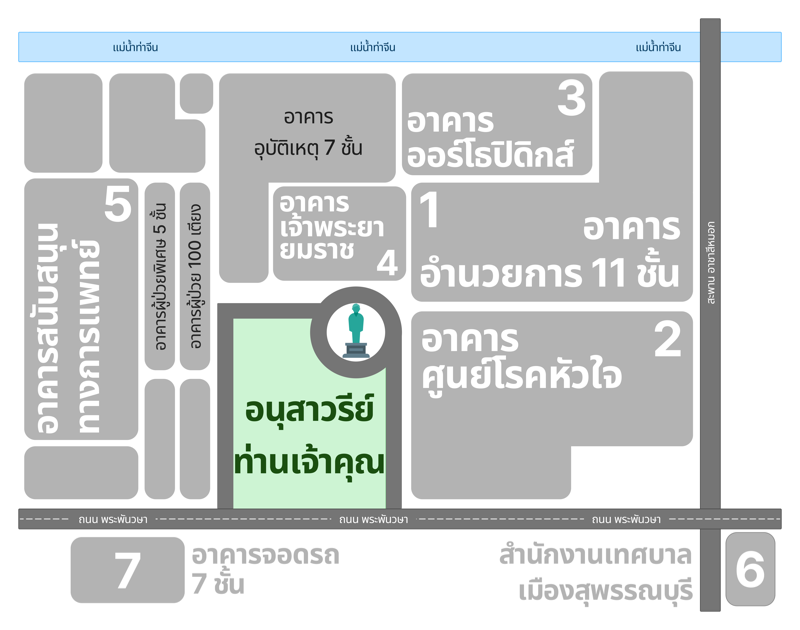 แม่น้ำท่าจีน
แม่น้ำท่าจีน
แม่น้ำท่าจีน
อาคาร
อุบัติเหตุ 7 ชั้น
3
อาคาร
ออร์โธปิดิกส์
5
อาคารสนับสนุน
ทางการแพทย์
อาคารผู้ป่วยพิเศษ 5 ชั้น
อาคารผู้ป่วย 100 เตียง
อาคาร
เจ้าพระยา
ยมราช
4
1
อาคาร
อำนวยการ 11 ชั้น
สะพาน อาชาสีหมอก
2
อาคาร
ศูนย์โรคหัวใจ
อนุสาวรีย์
ท่านเจ้าคุณ
ถนน พระพันวษา
ถนน พระพันวษา
ถนน พระพันวษา
7
อาคารจอดรถ
7 ชั้น
สำนักงานเทศบาล
เมืองสุพรรณบุรี
6